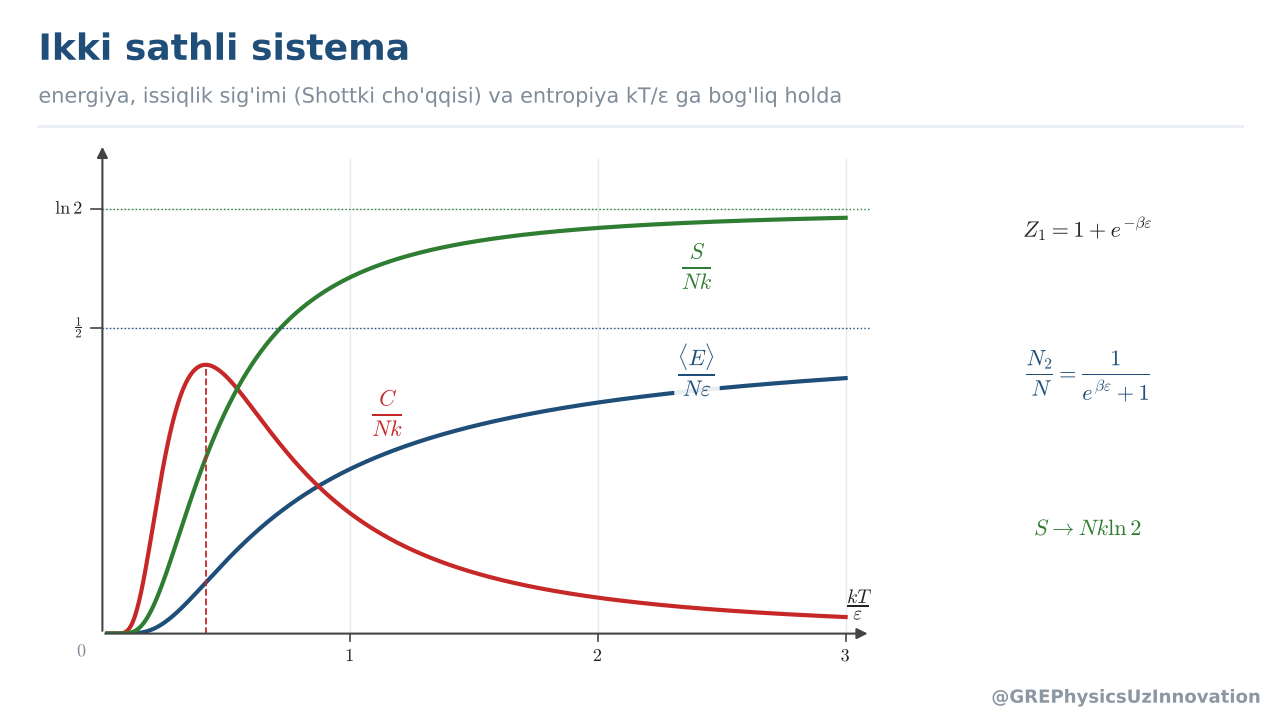 Ikki sathli sistema
energiya, issiqlik sig'imi (Shottki cho'qqisi) va entropiya kT/ε ga bog'liq holda
ln 2
1/2
0
1
2
3
S/Nk
⟨E⟩/Nε
C/Nk
kT/ε
Z₁ = 1 + e^{−βε}
N₂/N = 1/(e^{βε} + 1)
S → Nk ln 2
@GREPhysicsUzInnovation